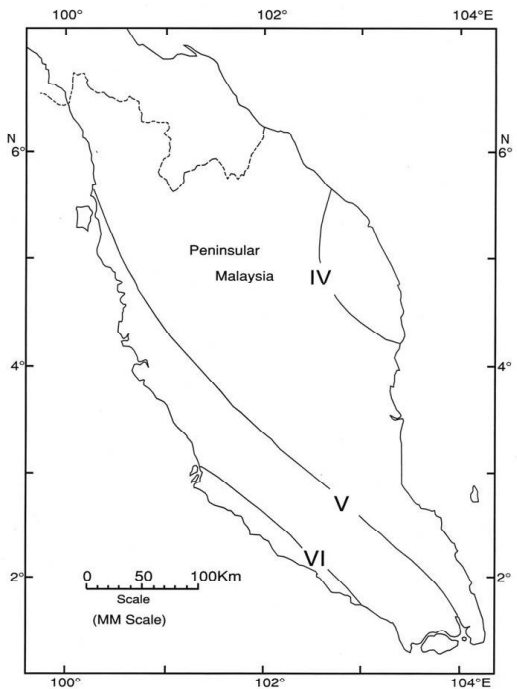 100° 102° 104°E
N N
6° 6°
Peninsular
Malaysia
IV
4° 4°
V
VI
0 50 100Km
2° 2°
Scale
(MM Scale)
100° 102° 104°E